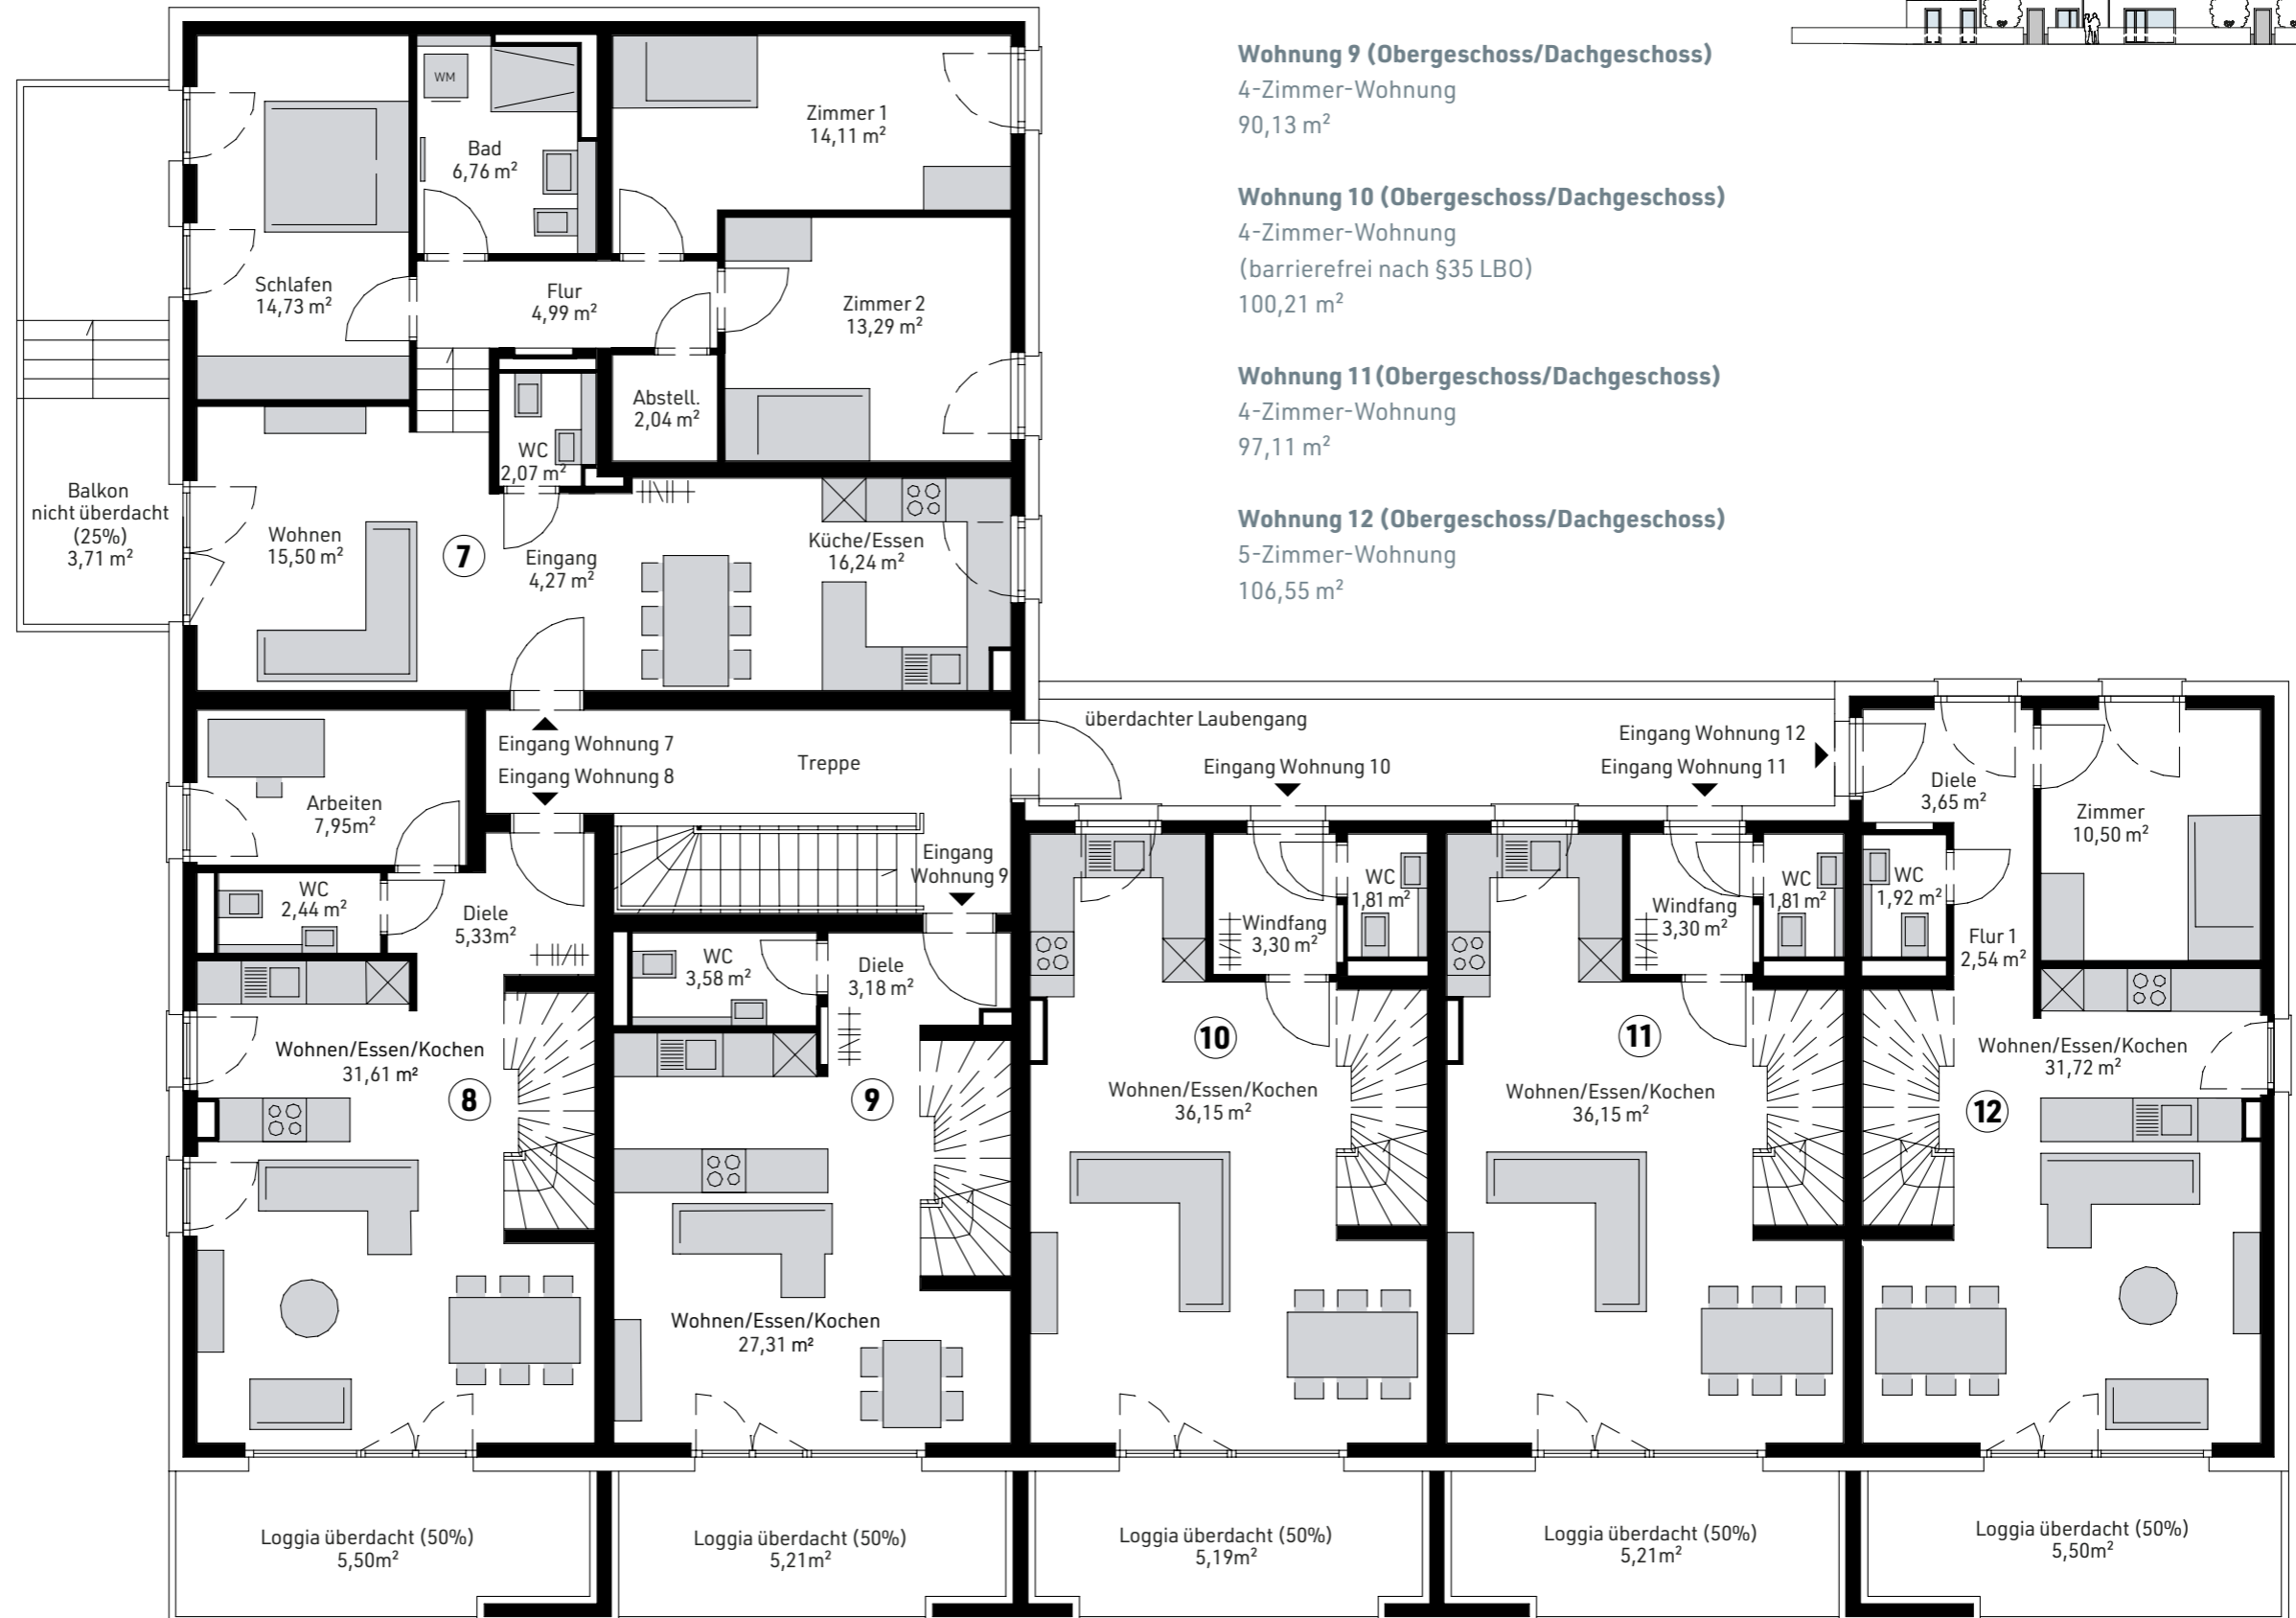 Wohnung 9 (Obergeschoss/Dachgeschoss)
4-Zimmer-Wohnung
90,13 m²
Wohnung 10 (Obergeschoss/Dachgeschoss)
4-Zimmer-Wohnung
(barrierefrei nach §35 LBO)
100,21 m²
Wohnung 11(Obergeschoss/Dachgeschoss)
4-Zimmer-Wohnung
97,11 m²
Wohnung 12 (Obergeschoss/Dachgeschoss)
5-Zimmer-Wohnung
106,55 m²
WM
Bad
6,76 m²
Zimmer 1
14,11 m²
Schlafen
14,73 m²
Flur
4,99 m²
Zimmer 2
13,29 m²
Abstell.
2,04 m²
WC
2,07 m²
Balkon
nicht überdacht
(25%)
3,71 m²
Wohnen
15,50 m²
7
Eingang
4,27 m²
Küche/Essen
16,24 m²
Eingang Wohnung 7
Eingang Wohnung 8
Treppe
überdachter Laubengang
Eingang Wohnung 10
Eingang Wohnung 12
Eingang Wohnung 11
Arbeiten
7,95m²
WC
2,44 m²
Diele
5,33m²
Eingang
Wohnung 9
WC
3,58 m²
Diele
3,18 m²
Windfang
3,30 m²
WC
1,81 m²
Windfang
3,30 m²
WC
1,81 m²
WC
1,92 m²
Diele
3,65 m²
Zimmer
10,50 m²
Flur 1
2,54 m²
Wohnen/Essen/Kochen
31,61 m²
8
9
Wohnen/Essen/Kochen
27,31 m²
10
Wohnen/Essen/Kochen
36,15 m²
11
Wohnen/Essen/Kochen
36,15 m²
Wohnen/Essen/Kochen
31,72 m²
12
Loggia überdacht (50%)
5,50m²
Loggia überdacht (50%)
5,21m²
Loggia überdacht (50%)
5,19m²
Loggia überdacht (50%)
5,21m²
Loggia überdacht (50%)
5,50m²